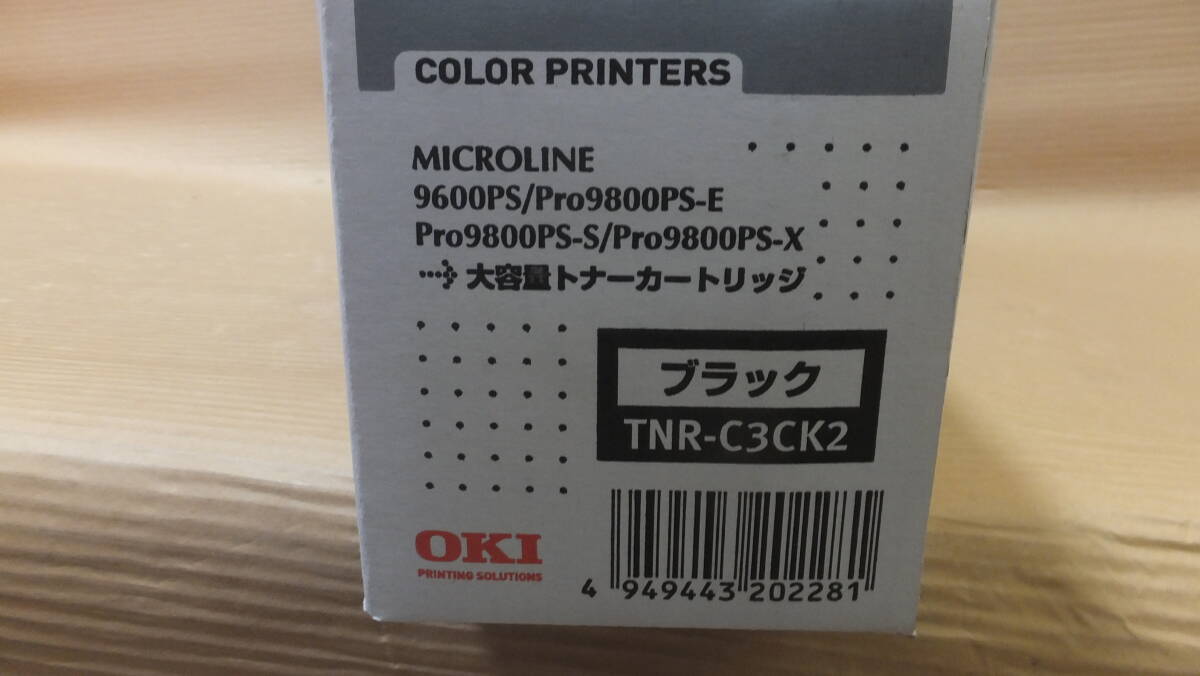 COLOR PRINTERS
MICROLINE
9600PS/Pro9800PS-E
Pro9800PS-S/Pro9800PS-X
大容量トナーカートリッジ
ブラック
TNR-C3CK2
OKI
PRINTING SOLUTIONS
4 949443 202281